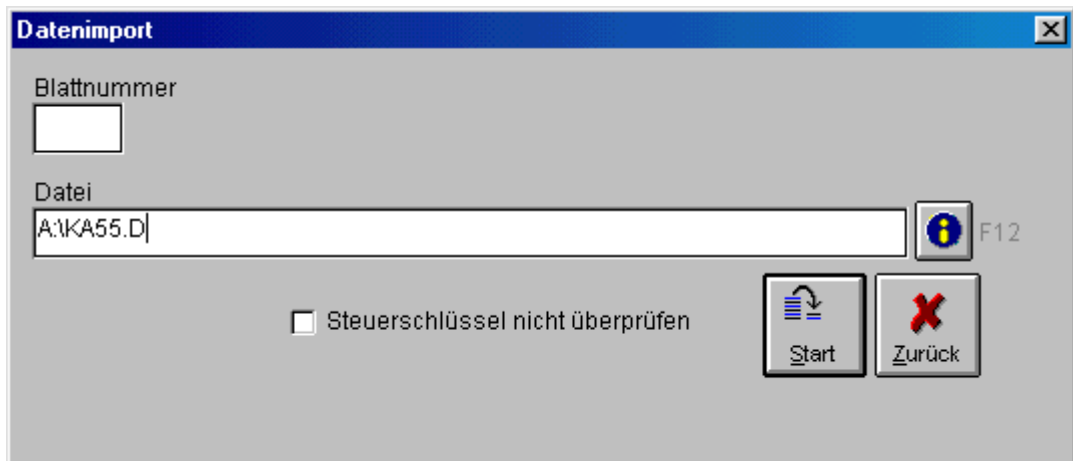 Datenimport
Blattnummer
Datei
A:\KA55.D
F12
Steuerschlüssel nicht überprüfen
Start
Zurück